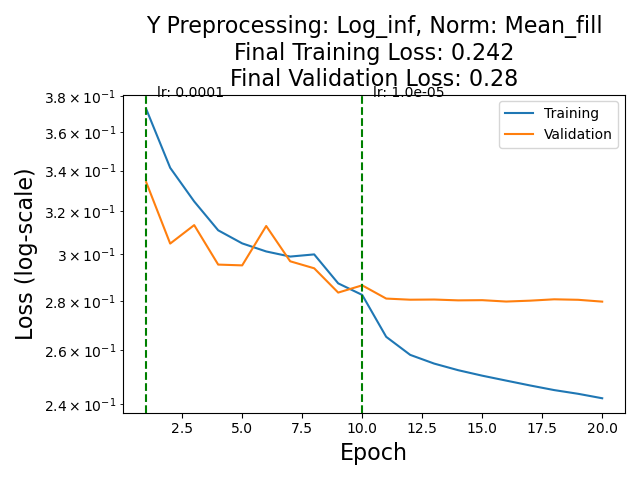 Y Preprocessing: Log_inf, Norm: Mean_fill
Final Training Loss: 0.242
Final Validation Loss: 0.28
lr: 0.0001
lr: 1.0e-05
Training
Validation
3.8 × 10⁻¹
3.6 × 10⁻¹
3.4 × 10⁻¹
3.2 × 10⁻¹
3 × 10⁻¹
2.8 × 10⁻¹
2.6 × 10⁻¹
2.4 × 10⁻¹
Loss (log-scale)
2.5 5.0 7.5 10.0 12.5 15.0 17.5 20.0
Epoch